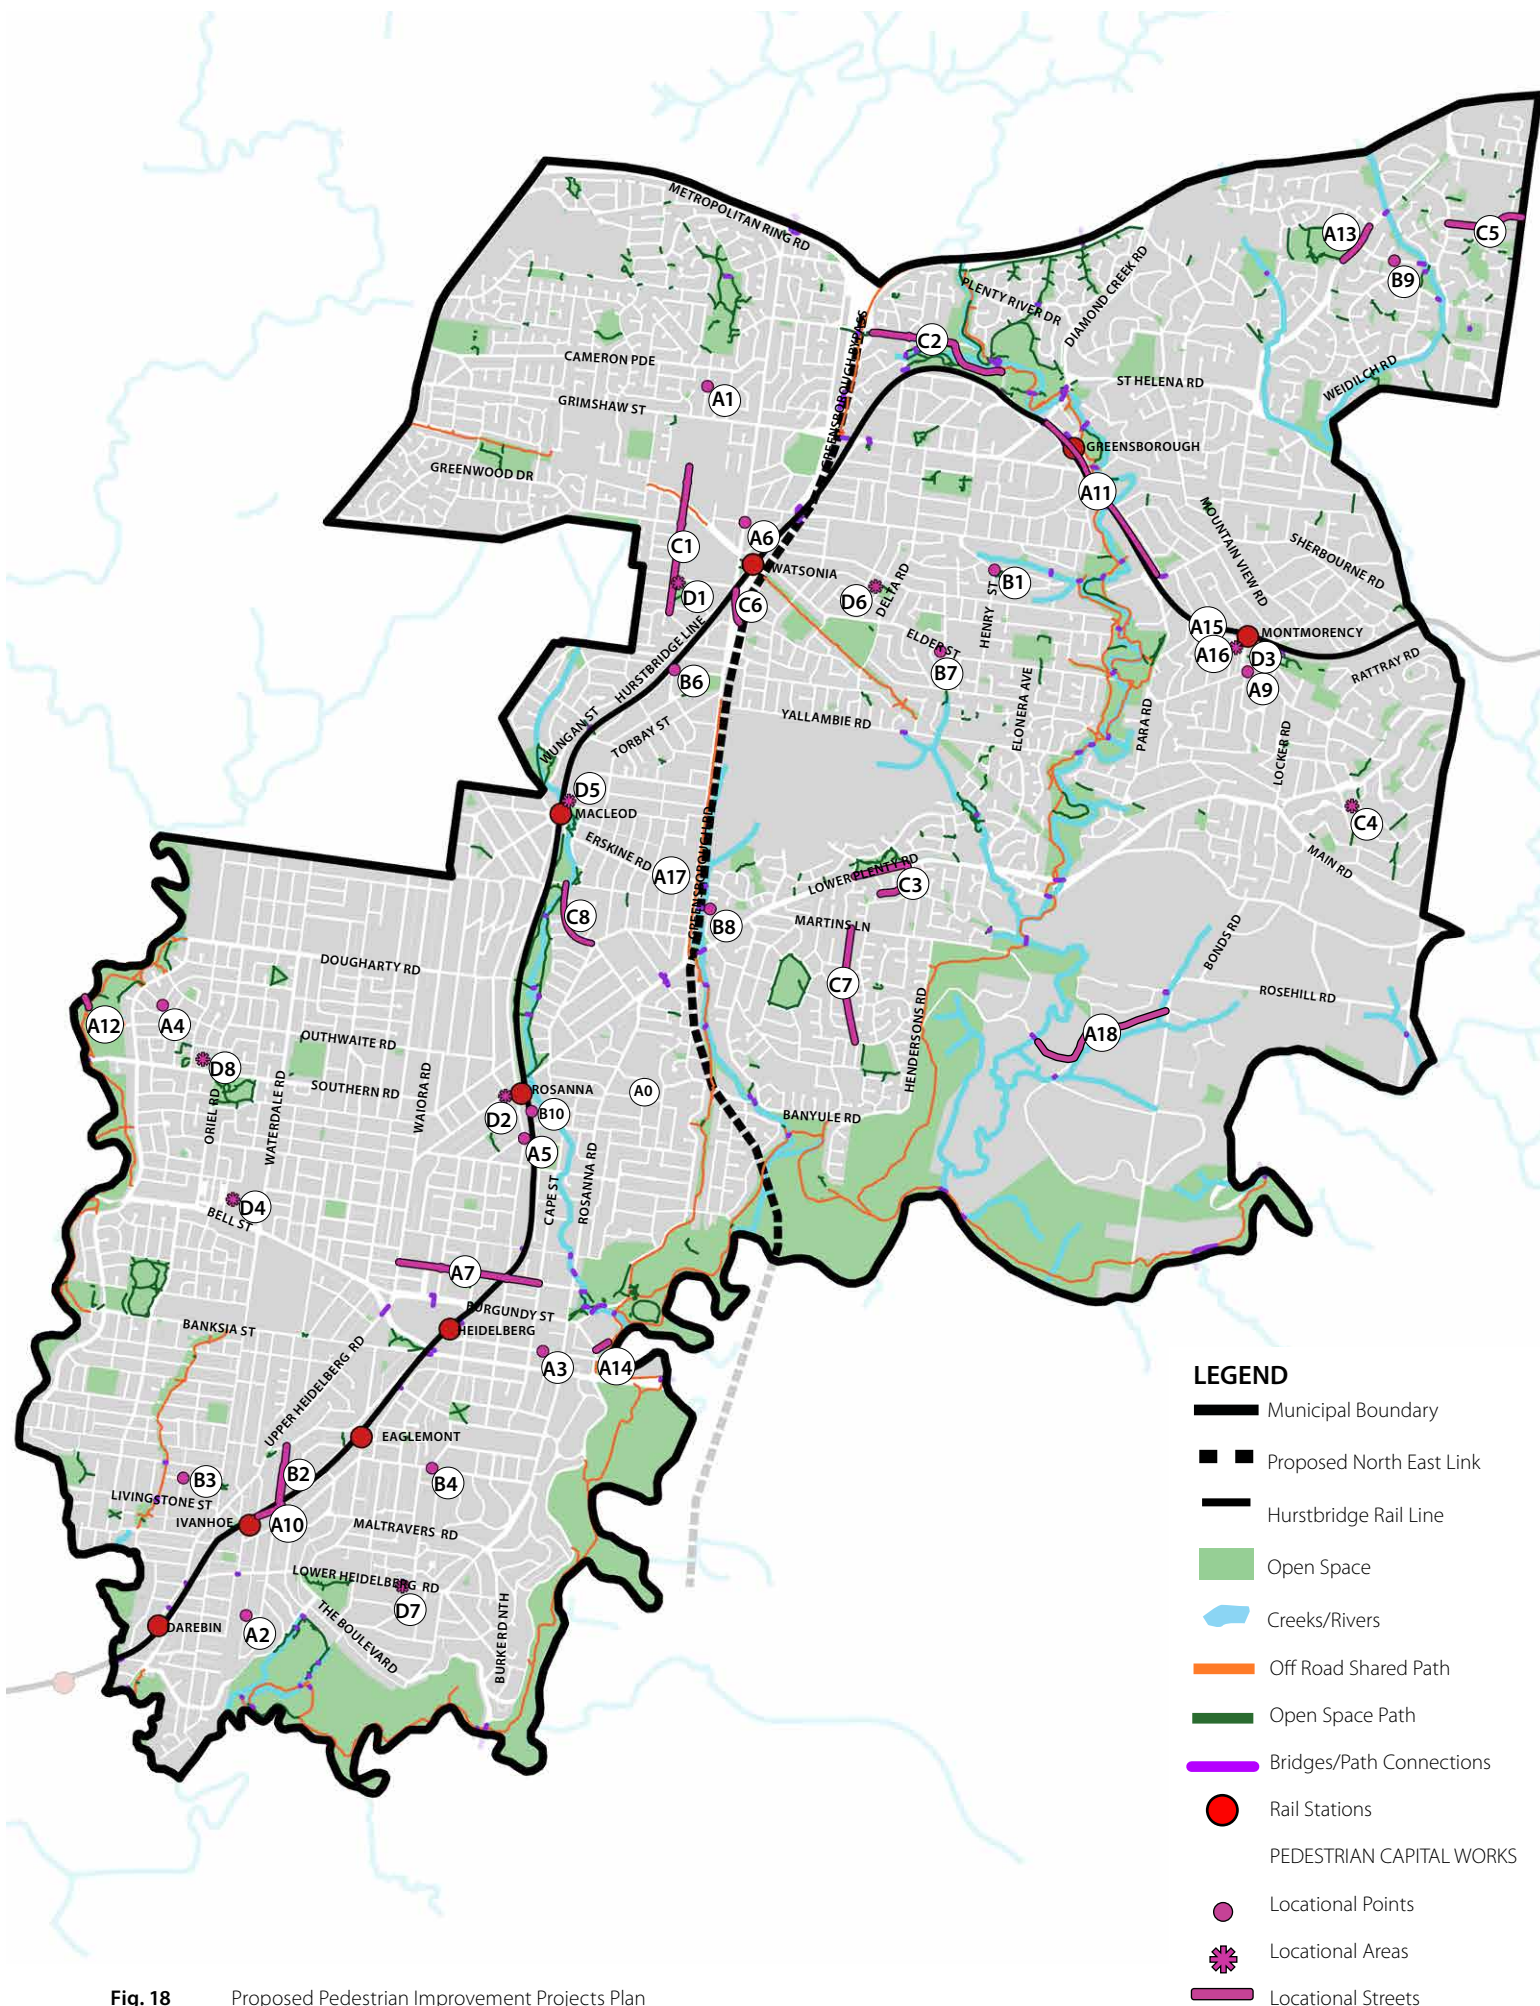 METROPOLITAN RING RD
A13
C5
B9
PLENTY RIVER DR
DIAMOND CREEK RD
GREENSBOROUGH BYPASS
C2
CAMERON PDE
ST HELENA RD
WEIDILCH RD
A1
GRIMSHAW ST
GREENSBOROUGH
GREENWOOD DR
A11
MOUNTAIN VIEW RD
SHERBOURNE RD
A6
C1
WATSONIA
D1
C6
D6
DELTA RD
B1
HENRY ST
HURSTBRIDGE LINE
ELDER ST
A15
MONTMORENCY
A16
D3
B6
B7
A9
RATTRAY RD
WUNGAN ST
TORBAY ST
YALLAMBIE RD
ELONERA AVE
PARA RD
LOCKER RD
D5
MACLEOD
C4
ERSKINE RD
GREENSBOROUGH RD
LOWER PLENTY RD
MAIN RD
A17
C3
C8
B8
MARTINS LN
BONDS RD
DOUGHARTY RD
C7
ROSEHILL RD
A12
A4
OUTHWAITE RD
HENDERSONS RD
A18
D8
SOUTHERN RD
WAIORA RD
ORIEL RD
WATERDALE RD
ROSANNA
A0
D2
B10
BANYULE RD
A5
CAPE ST
ROSANNA RD
D4
BELL ST
A7
BURGUNDY ST
BANKSIA ST
HEIDELBERG
UPPER HEIDELBERG RD
A3
A14
EAGLEMONT
B3
B2
B4
LIVINGSTONE ST
IVANHOE
A10
MALTRAVERS RD
LOWER HEIDELBERG RD
D7
THE BOULEVARD
BURKE RD NTH
DAREBIN
A2
LEGEND
Municipal Boundary
Proposed North East Link
Hurstbridge Rail Line
Open Space
Creeks/Rivers
Off Road Shared Path
Open Space Path
Bridges/Path Connections
Rail Stations
PEDESTRIAN CAPITAL WORKS
Locational Points
Locational Areas
Locational Streets
Fig. 18 Proposed Pedestrian Improvement Projects Plan